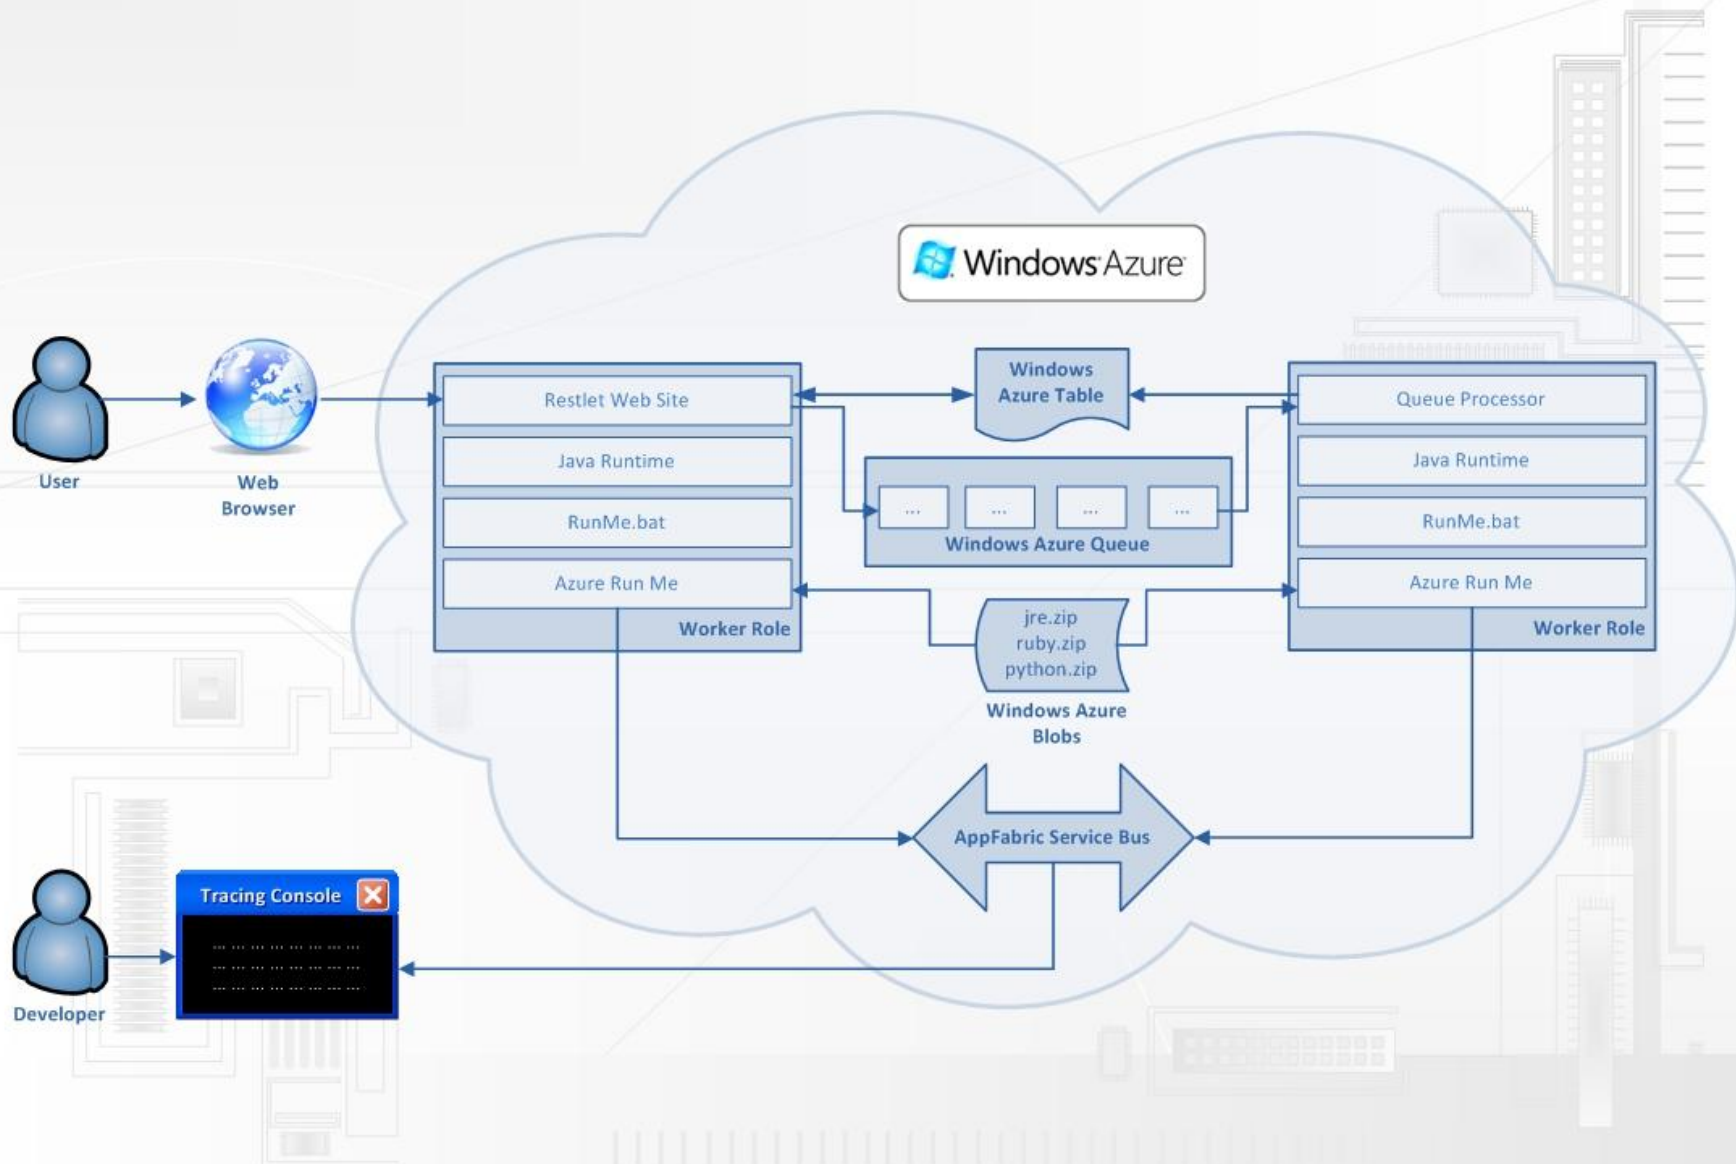 Windows Azure
User
Web
Browser
Restlet Web Site
Java Runtime
RunMe.bat
Azure Run Me
Worker Role
Windows
Azure Table
...
...
...
...
Windows Azure Queue
jre.zip
ruby.zip
python.zip
Windows Azure
Blobs
Queue Processor
Java Runtime
RunMe.bat
Azure Run Me
Worker Role
AppFabric Service Bus
Developer
Tracing Console
... ... ... ... ... ... ... ...
... ... ... ... ... ... ... ...
... ... ... ... ... ... ... ...